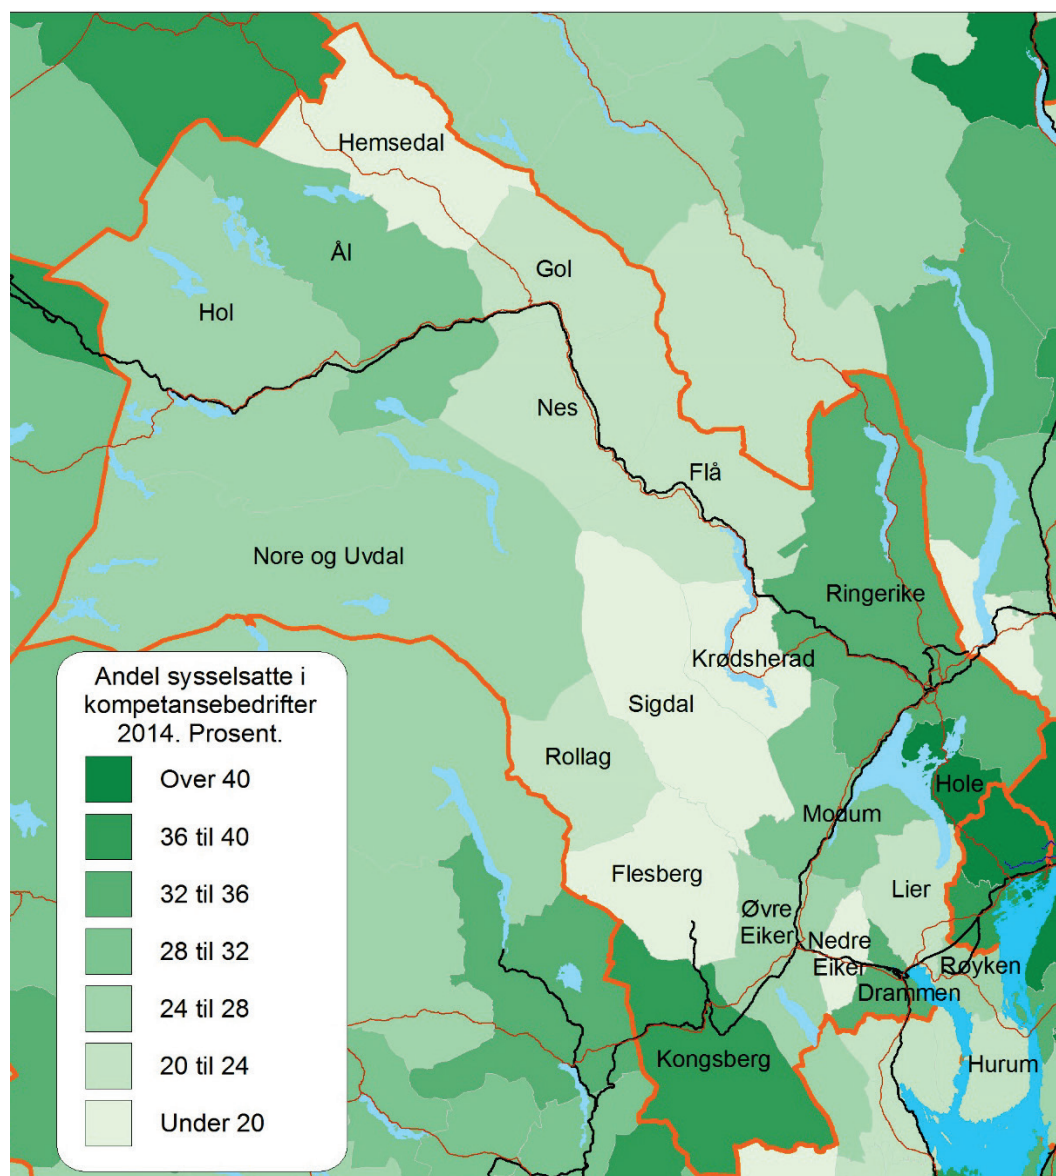 Hemsedal
Ål
Gol
Hol
Nes
Flå
Nore og Uvdal
Ringerike
Krødsherad
Sigdal
Rollag
Hole
Modum
Flesberg
Lier
Øvre
Eiker
Nedre
Eiker
Røyken
Drammen
Kongsberg
Hurum
Andel sysselsatte i
kompetansebedrifter
2014. Prosent.
Over 40
36 til 40
32 til 36
28 til 32
24 til 28
20 til 24
Under 20